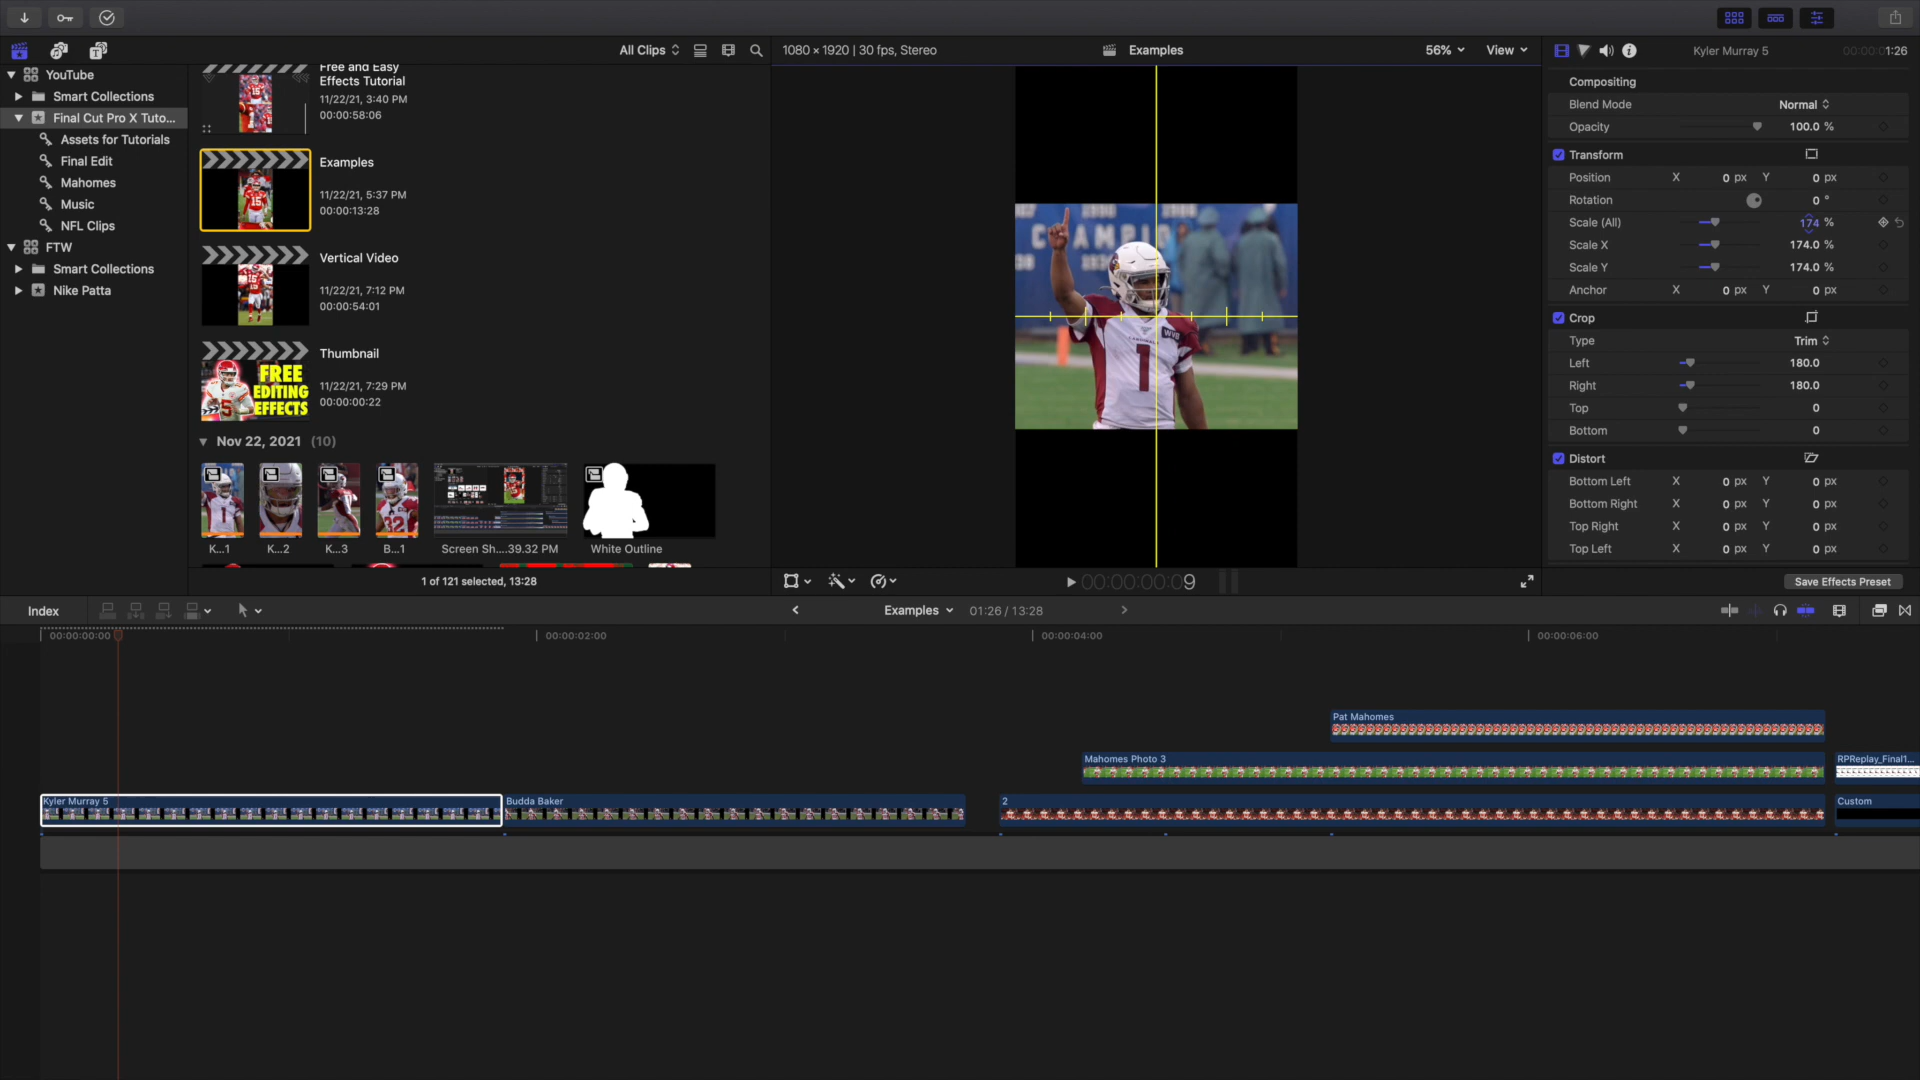 All Clips
1080 × 1920 | 30 fps, Stereo
Examples
56%
View
Kyler Murray 5
00:00:01:26
YouTube
Smart Collections
Final Cut Pro X Tuto...
Assets for Tutorials
Final Edit
Mahomes
Music
NFL Clips
FTW
Smart Collections
Nike Patta
Free and Easy
Effects Tutorial
11/22/21, 3:40 PM
00:00:58:06
Examples
11/22/21, 5:37 PM
00:00:13:28
Vertical Video
11/22/21, 7:12 PM
00:00:54:01
Thumbnail
11/22/21, 7:29 PM
00:00:00:22
FREE
EDITING
EFFECTS
Nov 22, 2021 (10)
K...1
K...2
K...3
B...1
Screen Sh....39.32 PM
White Outline
1 of 121 selected, 13:28
CHAMPI
1
00:00:00:09
Compositing
Blend Mode Normal
Opacity 100.0 %
Transform
Position X 0 px Y 0 px
Rotation 0 °
Scale (All) 174 %
Scale X 174.0 %
Scale Y 174.0 %
Anchor X 0 px Y 0 px
Crop
Type Trim
Left 180.0
Right 180.0
Top 0
Bottom 0
Distort
Bottom Left X 0 px Y 0 px
Bottom Right X 0 px Y 0 px
Top Right X 0 px Y 0 px
Top Left X 0 px Y 0 px
Save Effects Preset
Index
Examples
01:26 / 13:28
00:00:00:00
00:00:02:00
00:00:04:00
00:00:06:00
Pat Mahomes
Mahomes Photo 3
RPReplay_Final1...
Kyler Murray 5
Budda Baker
2
Custom